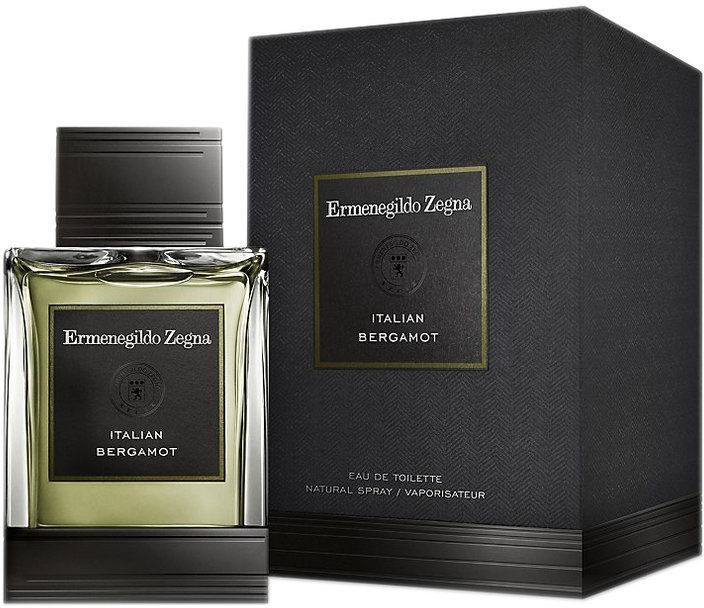 Ermenegildo Zegna
ITALIAN
BERGAMOT
Ermenegildo Zegna
ITALIAN
BERGAMOT
EAU DE TOILETTE
NATURAL SPRAY / VAPORISATEUR